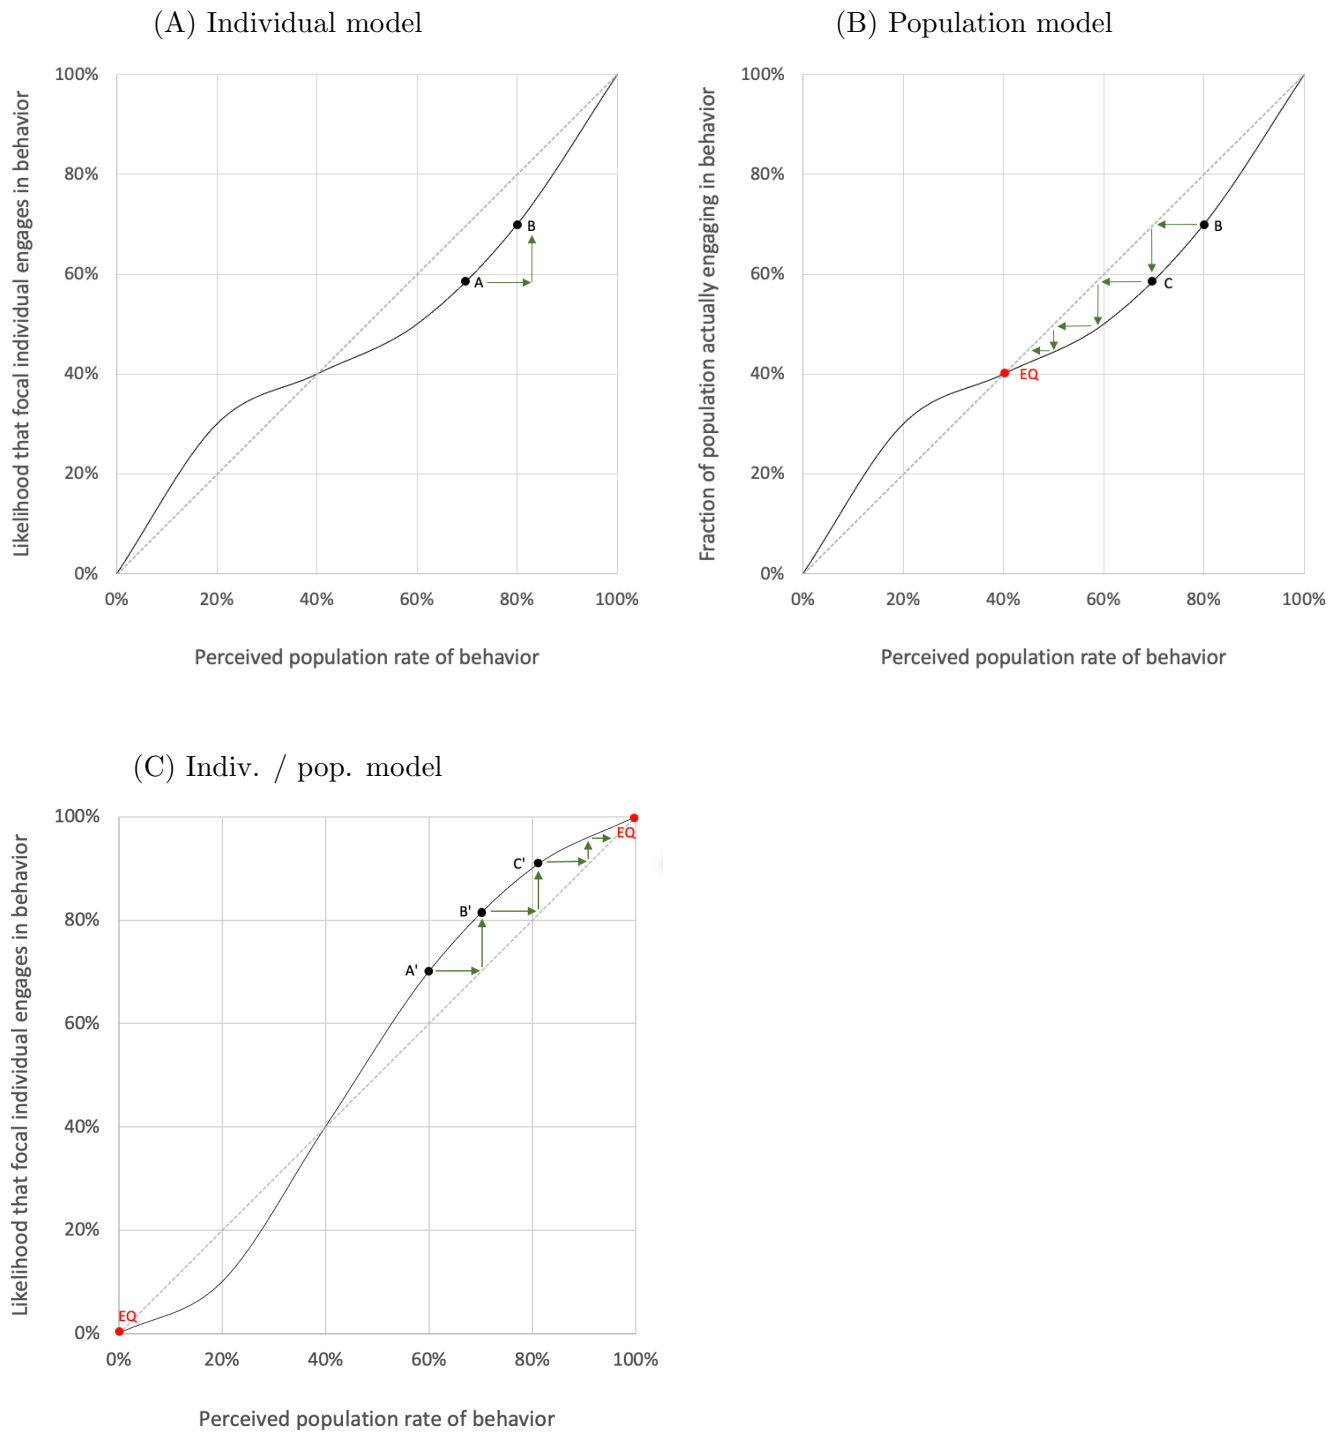 (A) Individual model
Likelihood that focal individual engages in behavior
100%
80%
60%
40%
20%
0%
B
A
0% 20% 40% 60% 80% 100%
Perceived population rate of behavior
(B) Population model
Fraction of population actually engaging in behavior
100%
80%
60%
40%
20%
0%
B
C
EQ
0% 20% 40% 60% 80% 100%
Perceived population rate of behavior
(C) Indiv. / pop. model
Likelihood that focal individual engages in behavior
100%
80%
60%
40%
20%
0%
EQ
C'
B'
A'
EQ
0% 20% 40% 60% 80% 100%
Perceived population rate of behavior